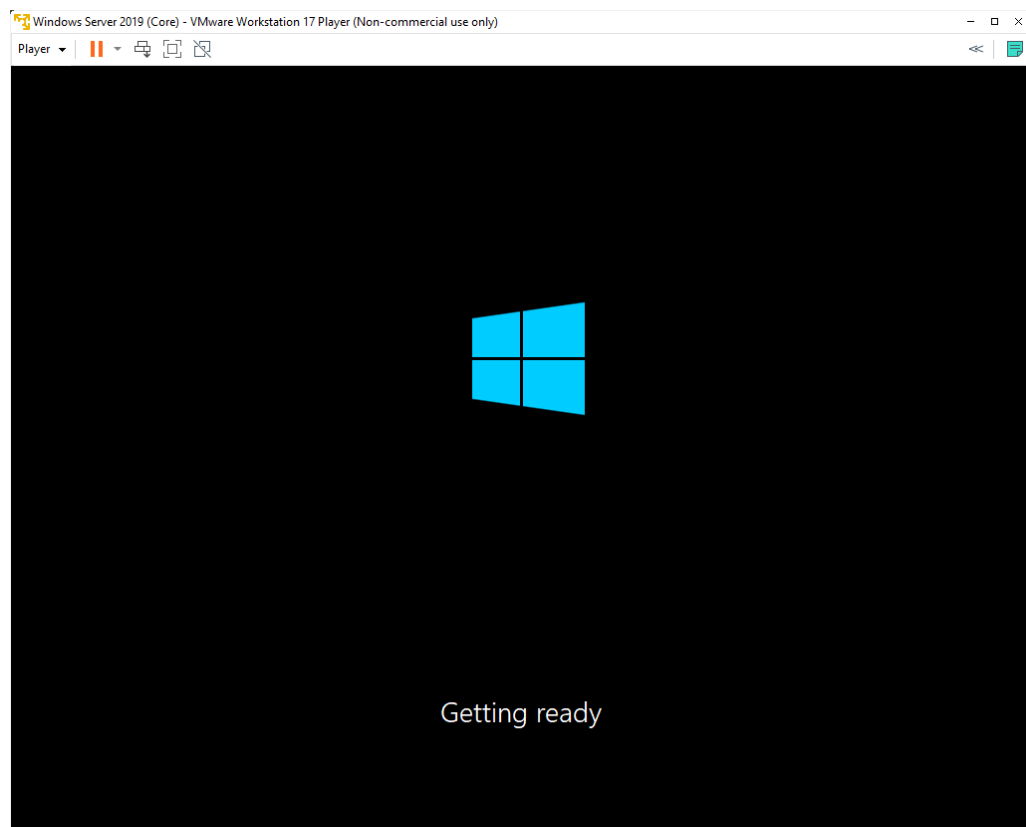 Windows Server 2019 (Core) - VMware Workstation 17 Player (Non-commercial use only)
Player
Getting ready